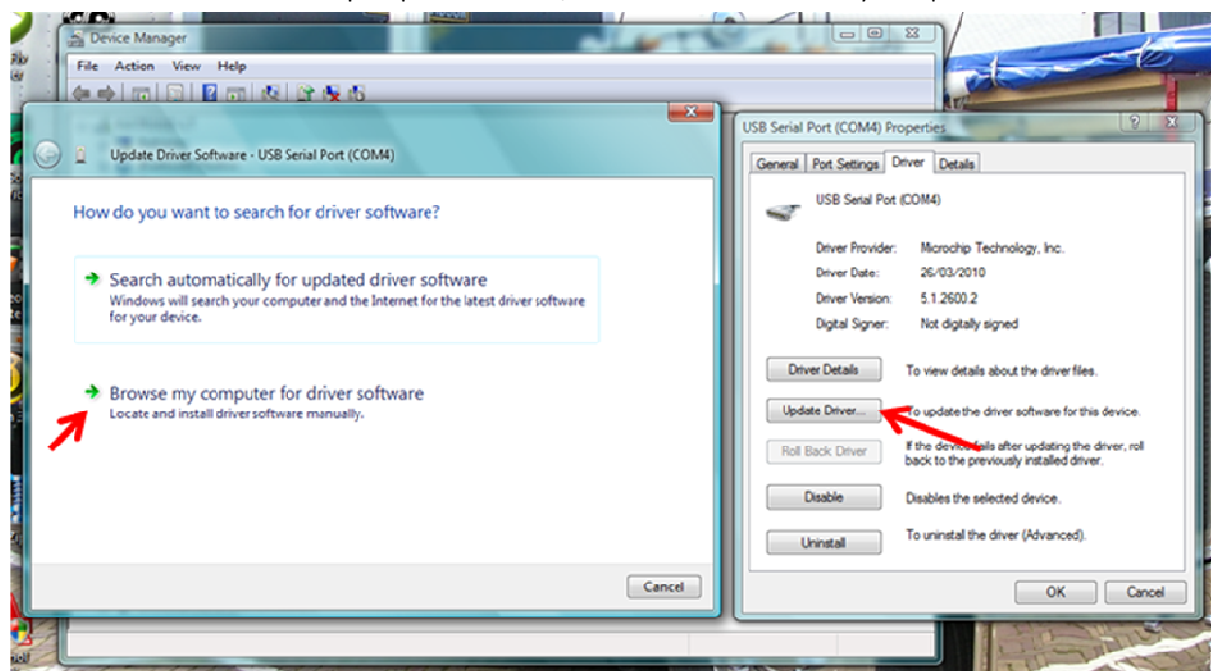 Device Manager
File Action View Help
Update Driver Software - USB Serial Port (COM4)
How do you want to search for driver software?
Search automatically for updated driver software
Windows will search your computer and the Internet for the latest driver software
for your device.
Browse my computer for driver software
Locate and install driver software manually.
Cancel
USB Serial Port (COM4) Properties
General Port Settings Driver Details
USB Serial Port (COM4)
Driver Provider: Microchip Technology, Inc.
Driver Date: 26/03/2010
Driver Version: 5.1.2600.2
Digital Signer: Not digitally signed
Driver Details To view details about the driver files.
Update Driver... To update the driver software for this device.
Roll Back Driver If the device fails after updating the driver, roll
back to the previously installed driver.
Disable Disables the selected device.
Uninstall To uninstall the driver (Advanced).
OK Cancel